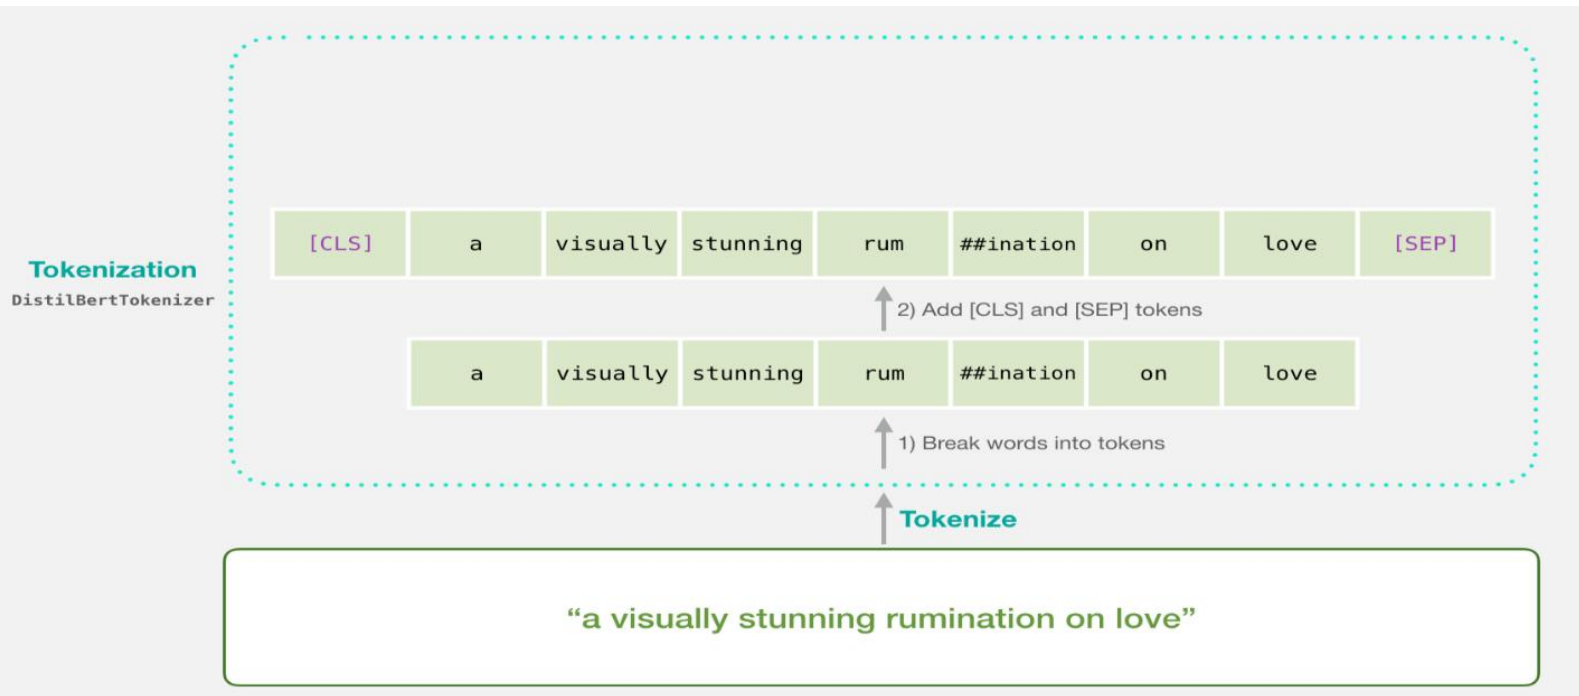 [CLS] a visually stunning rum ##ination on love [SEP]
Tokenization
DistilBertTokenizer
2) Add [CLS] and [SEP] tokens
a visually stunning rum ##ination on love
1) Break words into tokens
Tokenize
“a visually stunning rumination on love”